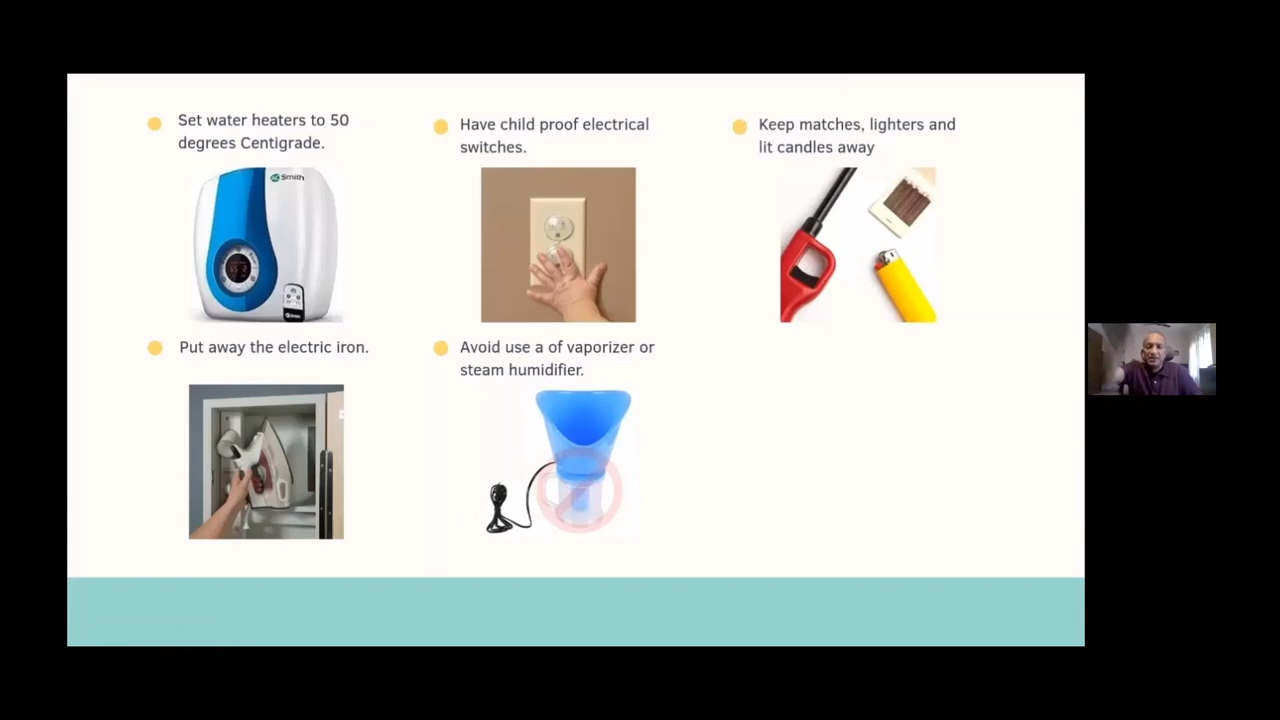 Set water heaters to 50
degrees Centigrade.
Have child proof electrical
switches.
Keep matches, lighters and
lit candles away
Smith
Put away the electric iron.
Avoid use a of vaporizer or
steam humidifier.